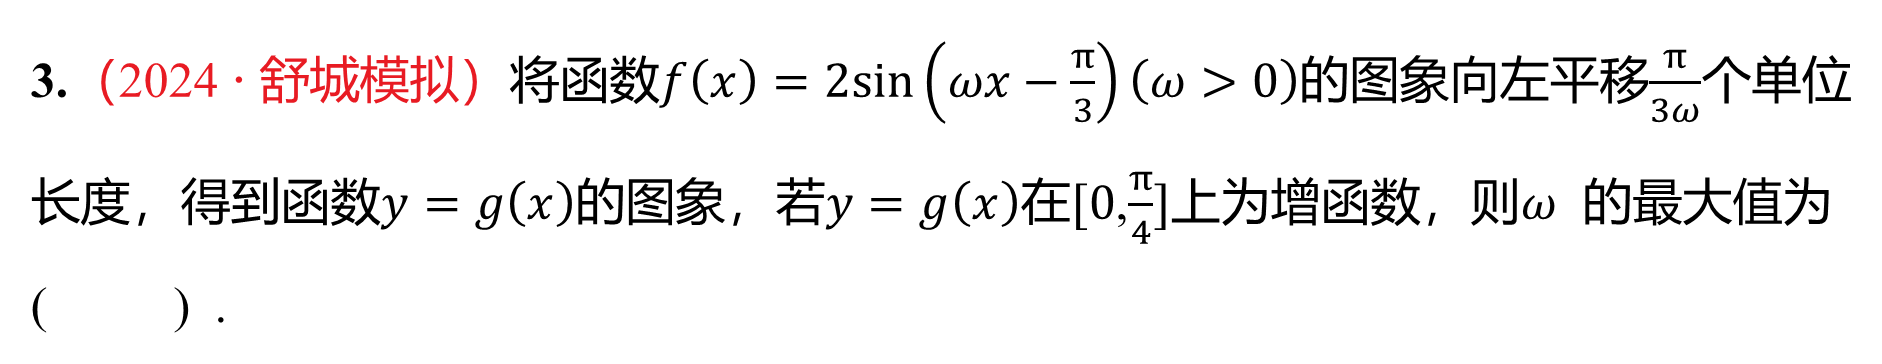 3.（2024 · 舒城模拟）将函数f(x) = 2sin(ωx − π/3)(ω > 0)的图象向左平移π/3ω个单位
长度，得到函数y = g(x)的图象，若y = g(x)在[0,π/4]上为增函数，则ω 的最大值为
(    ) .